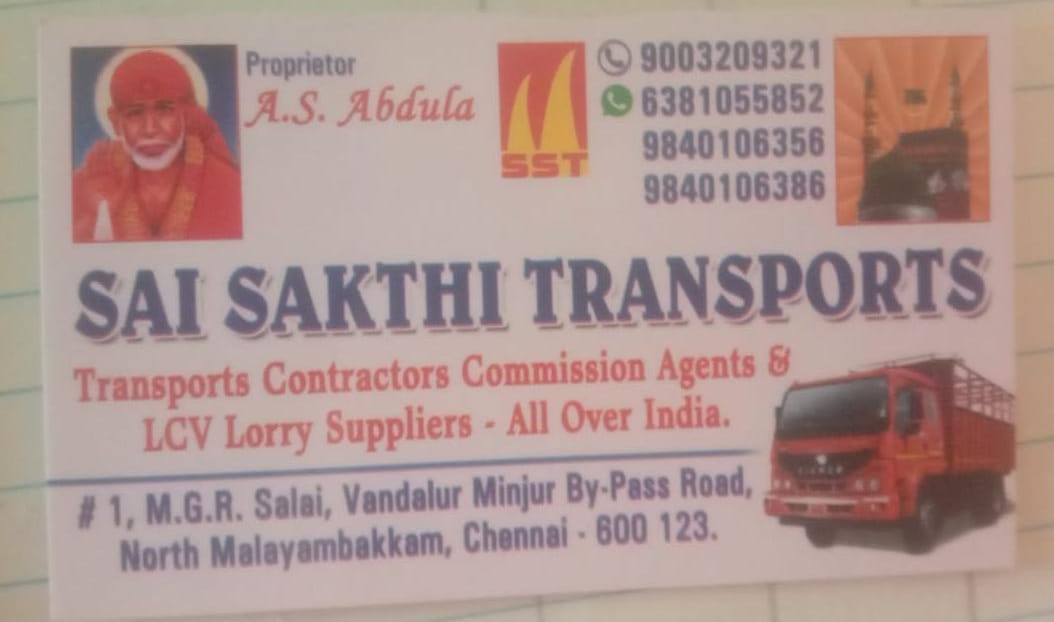 Proprietor
A.S. Abdula
SST
9003209321
6381055852
9840106356
9840106386
SAI SAKTHI TRANSPORTS
Transports Contractors Commission Agents &
LCV Lorry Suppliers - All Over India.
# 1, M.G.R. Salai, Vandalur Minjur By-Pass Road,
North Malayambakkam, Chennai - 600 123.